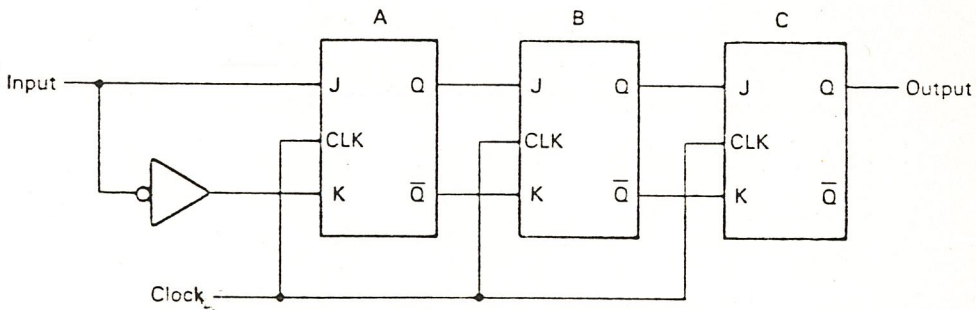 A B C
Input J Q J Q J Q Output
CLK CLK CLK
K Q̅ K Q̅ K Q̅
Clock